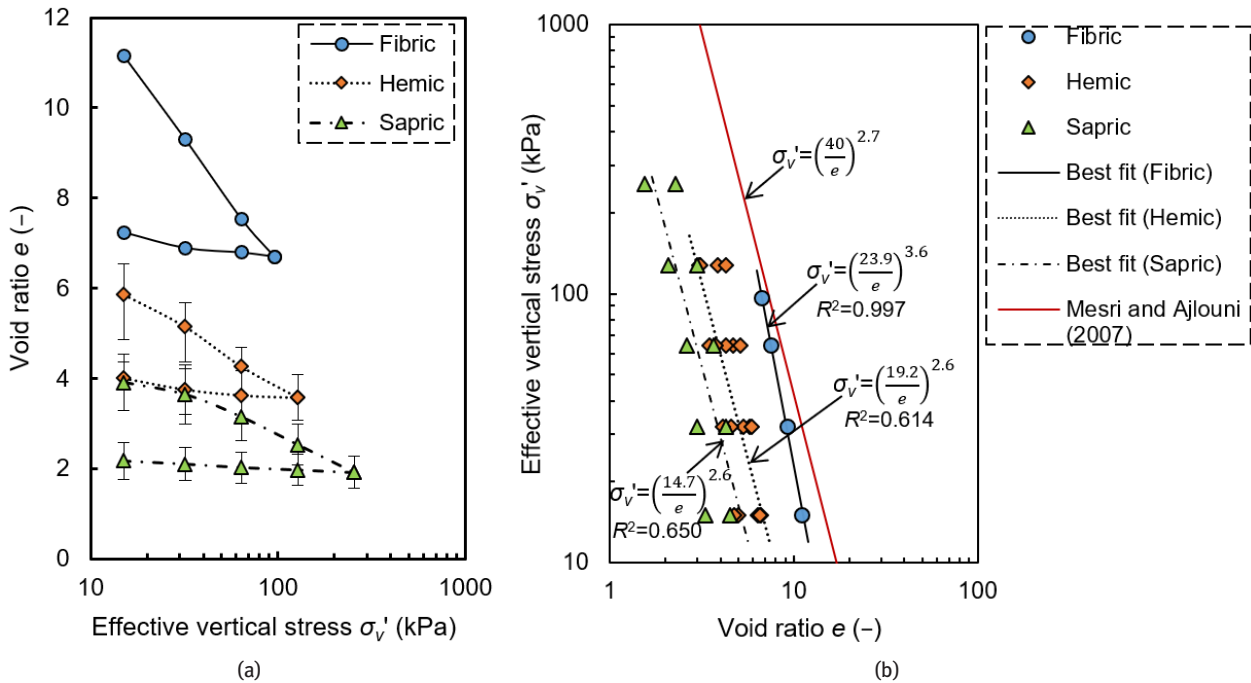 12
10
8
6
4
2
0
Void ratio e (−)
Fibric
Hemic
Sapric
10
100
1000
Effective vertical stress σv' (kPa)
(a)
1000
100
10
Effective vertical stress σv' (kPa)
σv'=(40/e)^2.7
σv'=(23.9/e)^3.6
R²=0.997
σv'=(19.2/e)^2.6
R²=0.614
σv'=(14.7/e)^2.6
R²=0.650
1
10
100
Void ratio e (−)
(b)
Fibric
Hemic
Sapric
Best fit (Fibric)
Best fit (Hemic)
Best fit (Sapric)
Mesri and Ajlouni
(2007)